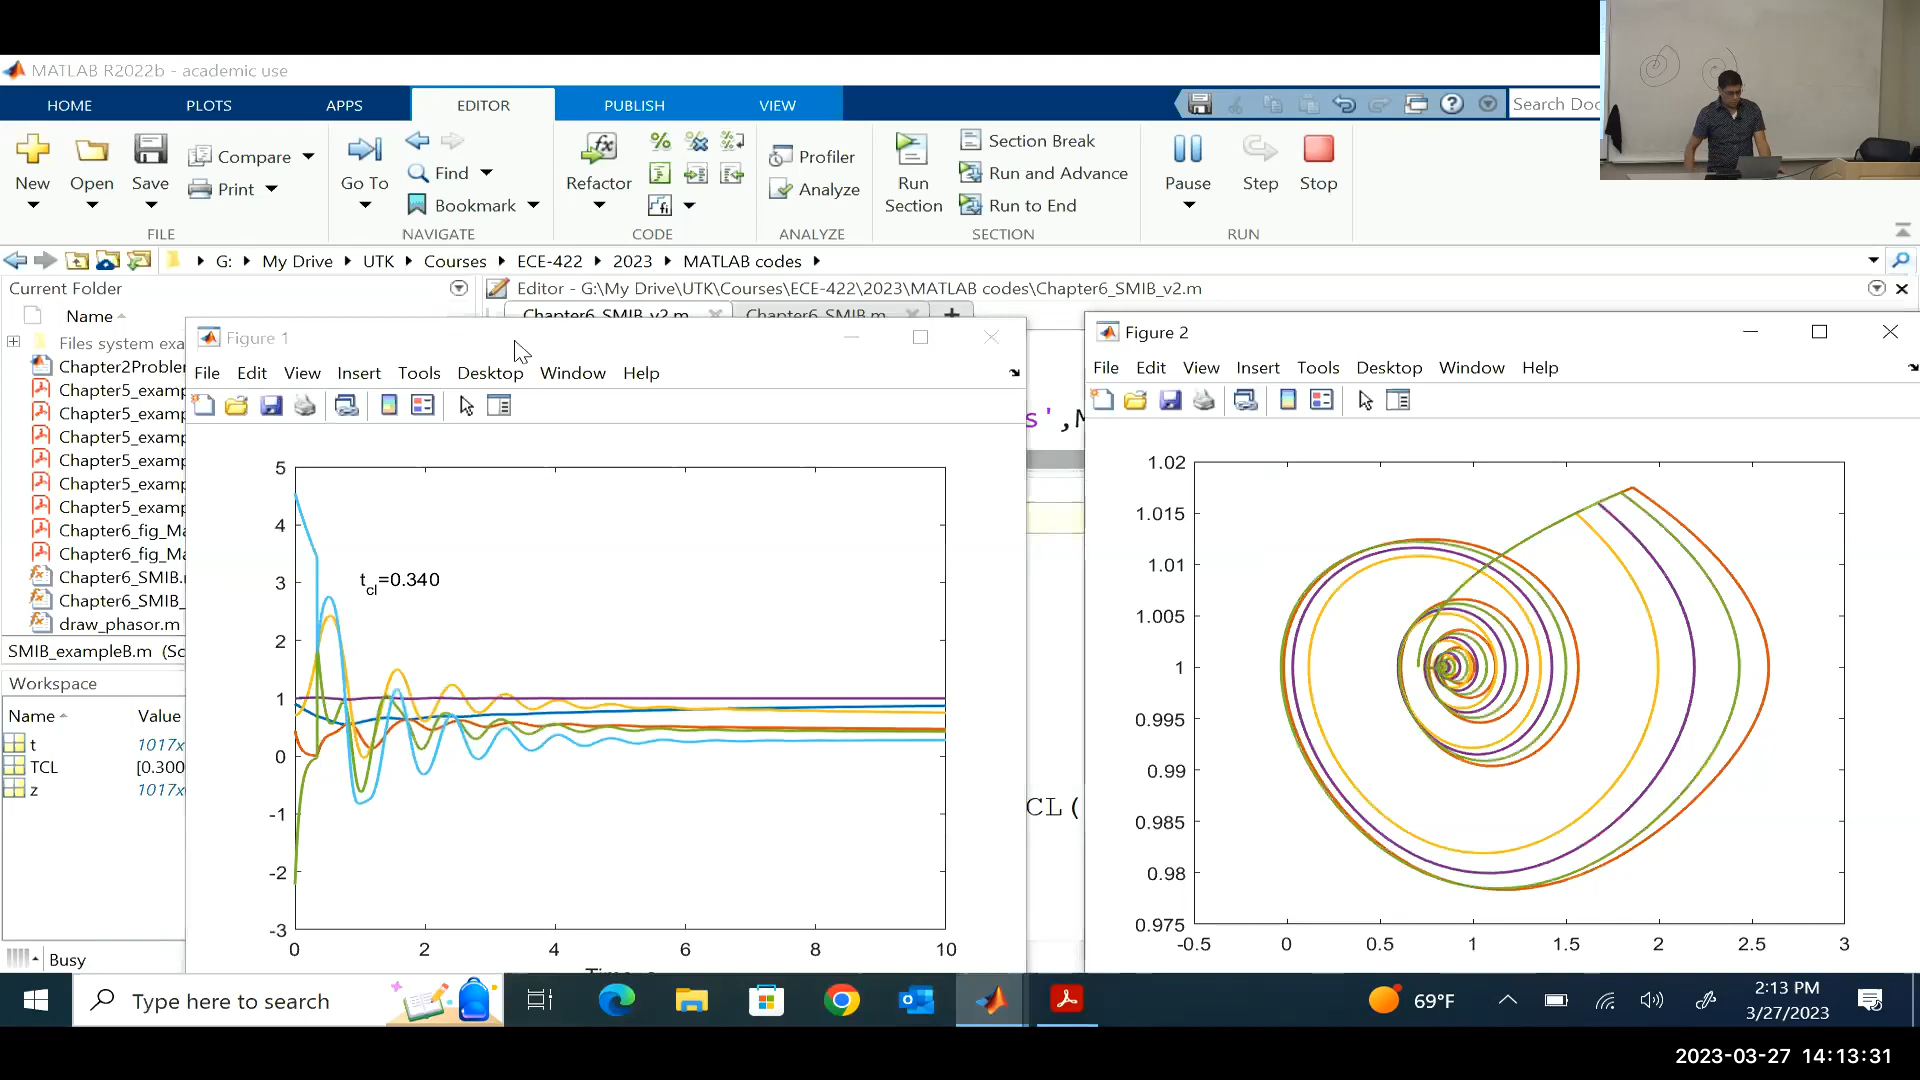 MATLAB R2022b - academic use
HOME PLOTS APPS EDITOR PUBLISH VIEW Search Doc
New Open Save Compare Print
Go To Find Bookmark
Refactor
Profiler Analyze
Run Section Section Break Run and Advance Run to End
Pause Step Stop
FILE NAVIGATE CODE ANALYZE SECTION RUN
G: My Drive UTK Courses ECE-422 2023 MATLAB codes
Current Folder
Editor - G:\My Drive\UTK\Courses\ECE-422\2023\MATLAB codes\Chapter6_SMIB_v2.m
Name
Chapter6_SMIB_v2.m Chapter6_SMIB.m
Files system exa
Chapter2Probler
Chapter5_examp
Chapter5_examp
Chapter5_examp
Chapter5_examp
Chapter5_examp
Chapter5_examp
Chapter6_fig_Ma
Chapter6_fig_Ma
Chapter6_SMIB.
Chapter6_SMIB_
draw_phasor.m
SMIB_exampleB.m (Sc
Workspace
Name Value
t 1017x
TCL [0.300
z 1017x
Busy
Figure 1
File Edit View Insert Tools Desktop Window Help
5
4
3
2
1
0
-1
-2
-3
tcl=0.340
0 2 4 6 8 10
s',M
CL(
Figure 2
File Edit View Insert Tools Desktop Window Help
1.02
1.015
1.01
1.005
1
0.995
0.99
0.985
0.98
0.975
-0.5 0 0.5 1 1.5 2 2.5 3
Type here to search
69°F
2:13 PM
3/27/2023
2023-03-27 14:13:31